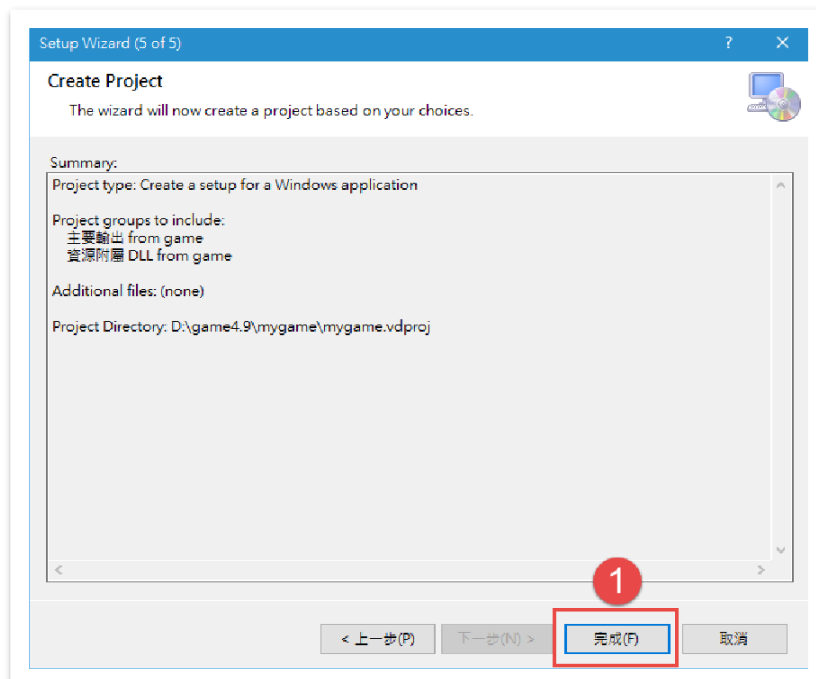 Setup Wizard (5 of 5)
Create Project
The wizard will now create a project based on your choices.
Summary:
Project type: Create a setup for a Windows application
Project groups to include:
主要輸出 from game
資源附屬 DLL from game
Additional files: (none)
Project Directory: D:\game4.9\mygame\mygame.vdproj
1
< 上一步(P) 下一步(N) > 完成(F) 取消